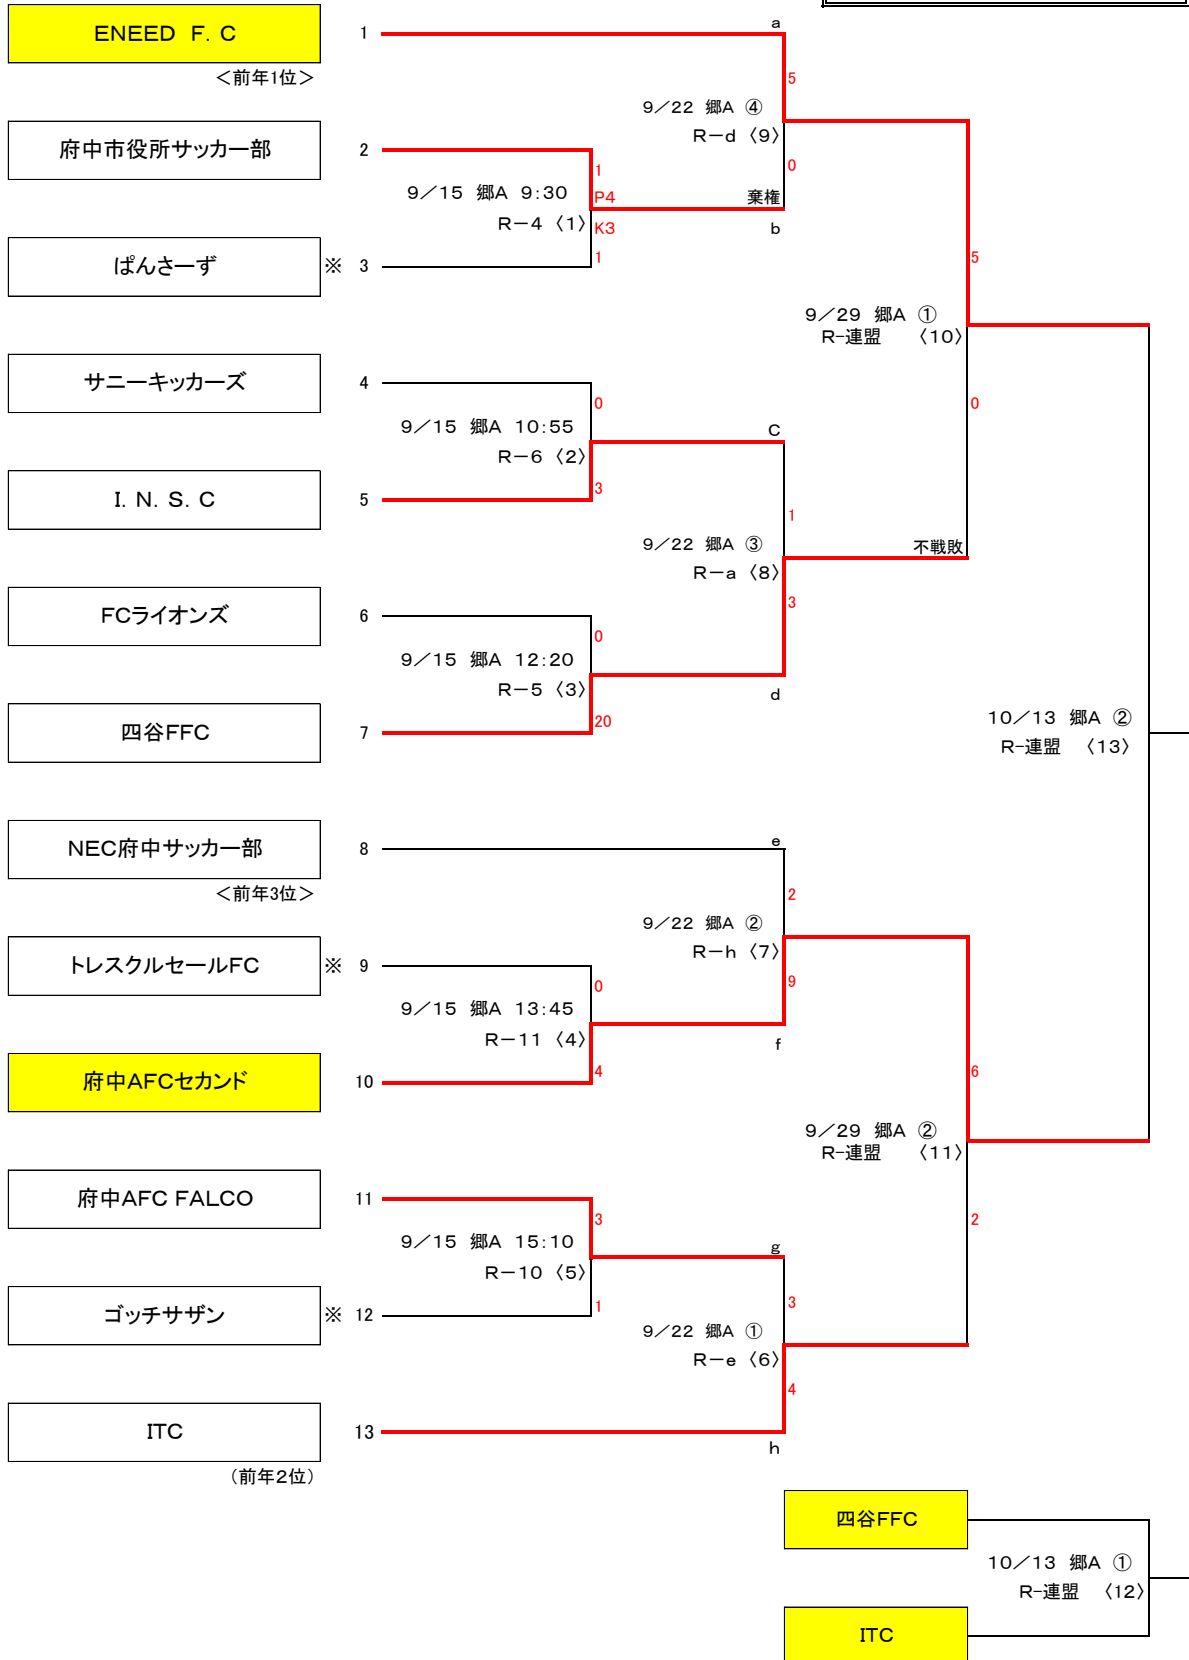 ENEED F. C
1
a
<前年1位>
5
9/22 郷A ④
R-d 〈9〉
府中市役所サッカー部
2
1
0
9/15 郷A 9:30
P4
棄権
R-4 〈1〉
K3
b
ぱんさーず
※ 3
1
5
9/29 郷A ①
R-連盟 〈10〉
サニーキッカーズ
4
0
0
9/15 郷A 10:55
C
R-6 〈2〉
I. N. S. C
5
3
1
9/22 郷A ③
不戦敗
R-a 〈8〉
FCライオンズ
6
3
0
9/15 郷A 12:20
R-5 〈3〉
d
四谷FFC
7
20
10/13 郷A ②
R-連盟 〈13〉
NEC府中サッカー部
8
e
<前年3位>
2
9/22 郷A ②
R-h 〈7〉
トレスクルセールFC
※ 9
0
9
9/15 郷A 13:45
R-11 〈4〉
f
府中AFCセカンド
10
4
6
9/29 郷A ②
R-連盟 〈11〉
府中AFC FALCO
11
3
2
9/15 郷A 15:10
g
R-10 〈5〉
ゴッチサザン
※ 12
1
3
9/22 郷A ①
R-e 〈6〉
4
ITC
13
h
(前年2位)
四谷FFC
10/13 郷A ①
R-連盟 〈12〉
ITC